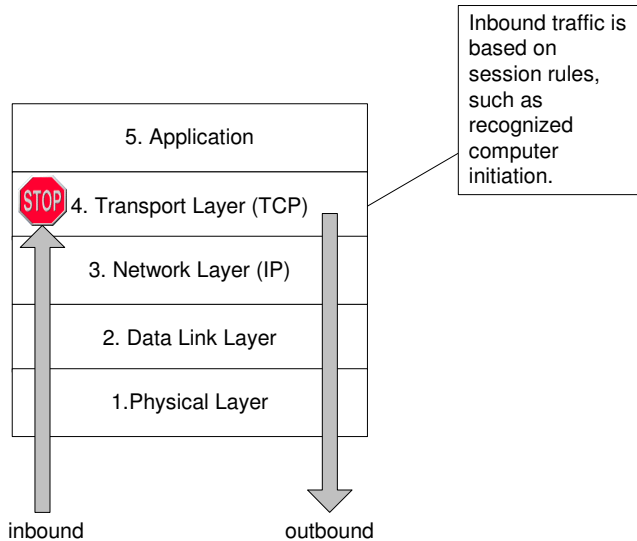 Inbound traffic is
based on
session rules,
such as
recognized
computer
initiation.
5. Application
STOP
4. Transport Layer (TCP)
3. Network Layer (IP)
2. Data Link Layer
1.Physical Layer
inbound
outbound